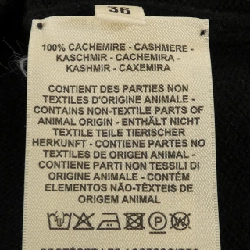 36
100% CACHEMIRE - CASHMERE -
KASCHMIR - CACHEMIRA -
KASHMIR - CAXEMIRA
CONTIENT DES PARTIES NON
TEXTILES D'ORIGINE ANIMALE -
CONTAINS NON-TEXTILE PARTS OF
ANIMAL ORIGIN - ENTHÄLT NICHT
TEXTILE TEILE TIERISCHER
HERKUNFT - CONTIENE PARTES
NO TEXTILES DE ORIGEN ANIMAL -
CONTIENE PARTI NON TESSILI DI
ORIGINE ANIMALE - CONTÉM
ELEMENTOS NÃO-TÊXTEIS DE
ORIGEM ANIMAL